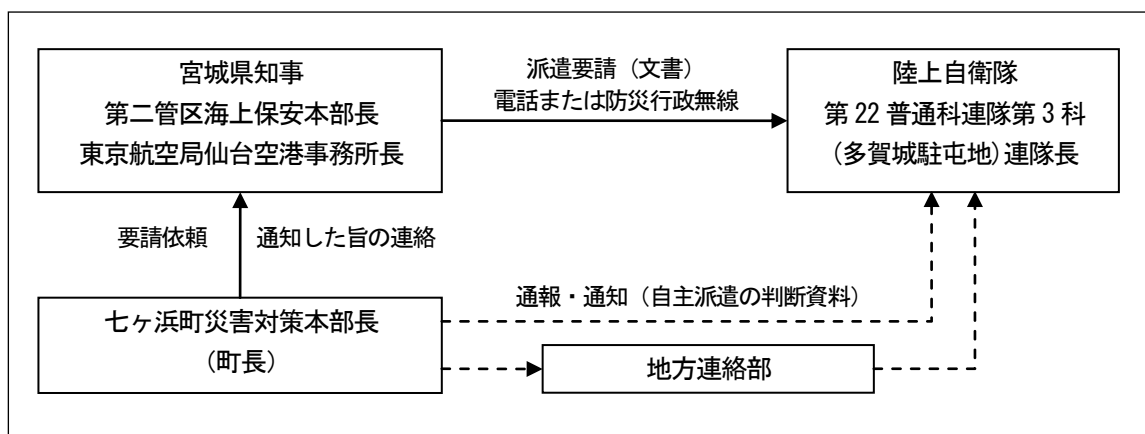 宮城県知事
第二管区海上保安本部長
東京航空局仙台空港事務所長
派遣要請（文書）
電話または防災行政無線
陸上自衛隊
第 22 普通科連隊第 3 科
(多賀城駐屯地)連隊長
要請依頼
通知した旨の連絡
七ヶ浜町災害対策本部長
(町長)
通報・通知（自主派遣の判断資料）
地方連絡部